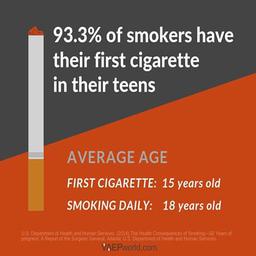 93.3% of smokers have
their first cigarette
in their teens
AVERAGE AGE
FIRST CIGARETTE: 15 years old
SMOKING DAILY: 18 years old
U.S. Department of Health and Human Services. (2014) The Health Consequences of Smoking—50 Years of
progress: A Report of the Surgeon General, Atlanta: U.S. Department of Health and Human Services.
VAEPworld.com